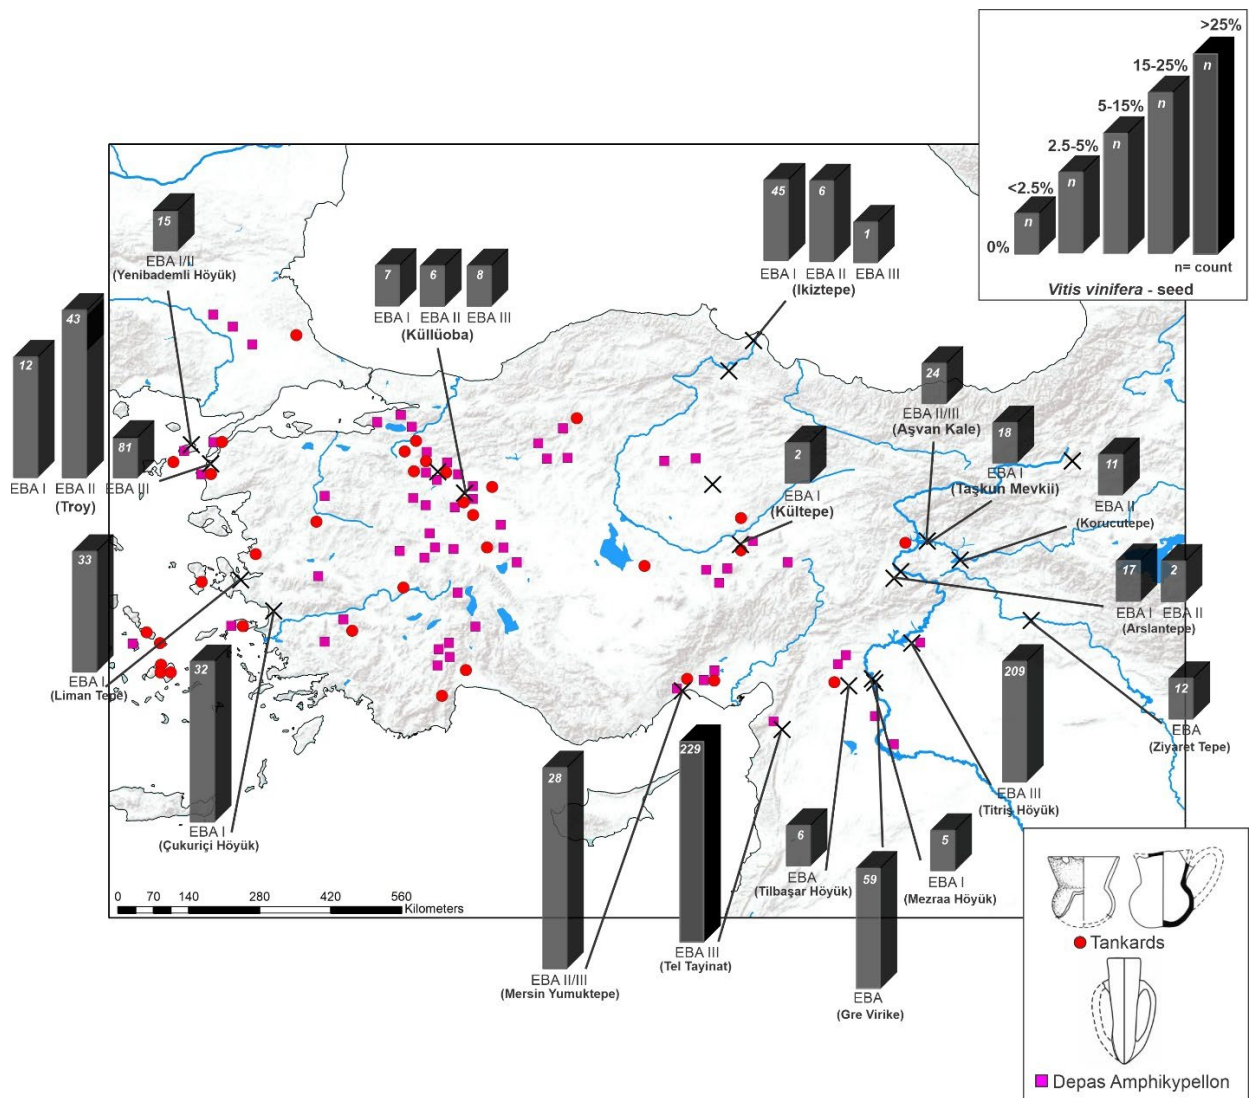 >25%
15-25%
5-15%
2.5-5%
<2.5%
0%
n
n
n
n
n
n= count
Vitis vinifera - seed
15
EBA I/II
(Yenibademli Höyük)
7
6
8
EBA I
EBA II
EBA III
(Küllüoba)
45
6
1
EBA I
EBA II
EBA III
(Ikiztepe)
12
43
81
EBA I
EBA II
EBA III
(Troy)
24
EBA II/III
(Aşvan Kale)
18
EBA I
(Taşkun Mevkii)
11
EBA II
(Korucutepe)
2
EBA I
(Kültepe)
17
2
EBA I
EBA II
(Arslantepe)
33
EBA I
(Liman Tepe)
32
EBA I
(Çukuriçi Höyük)
12
EBA
(Ziyaret Tepe)
209
EBA III
(Titriş Höyük)
28
EBA II/III
(Mersin Yumuktepe)
229
EBA III
(Tel Tayinat)
6
EBA
(Tilbaşar Höyük)
59
EBA
(Gre Virike)
5
EBA I
(Mezraa Höyük)
0 70 140 280 420 560
Kilometers
Tankards
Depas Amphikypellon